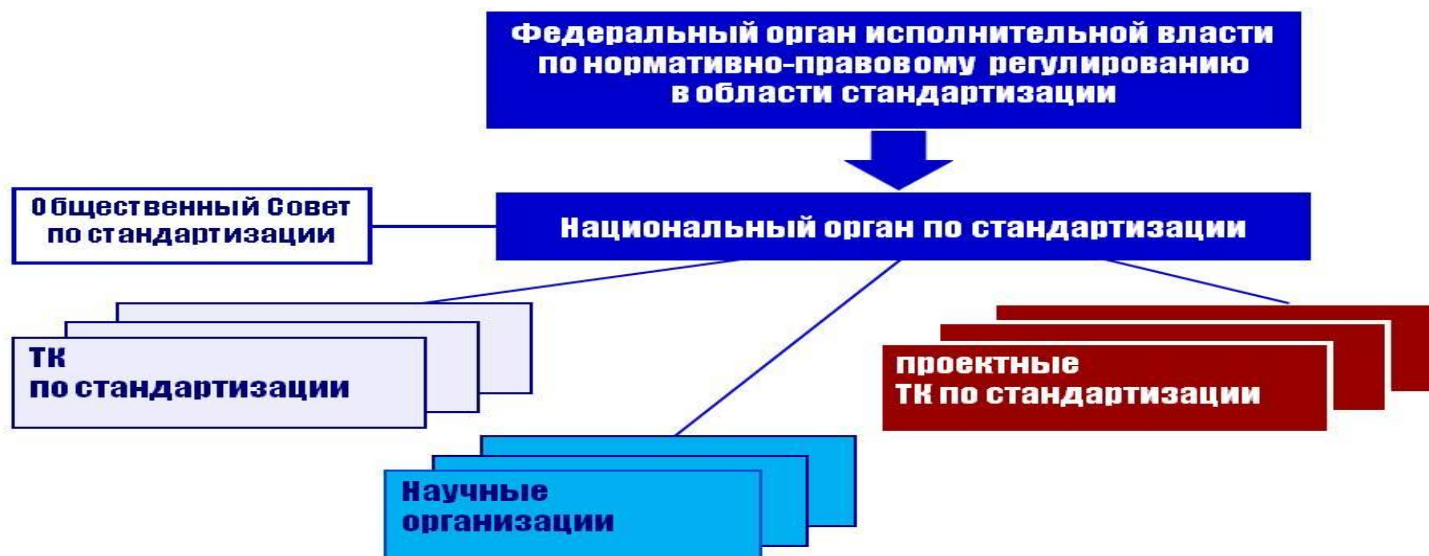 Федеральный орган исполнительной власти
по нормативно-правовому регулированию
в области стандартизации
Общественный Совет
по стандартизации
Национальный орган по стандартизации
ТК
по стандартизации
проектные
ТК по стандартизации
Научные
организации